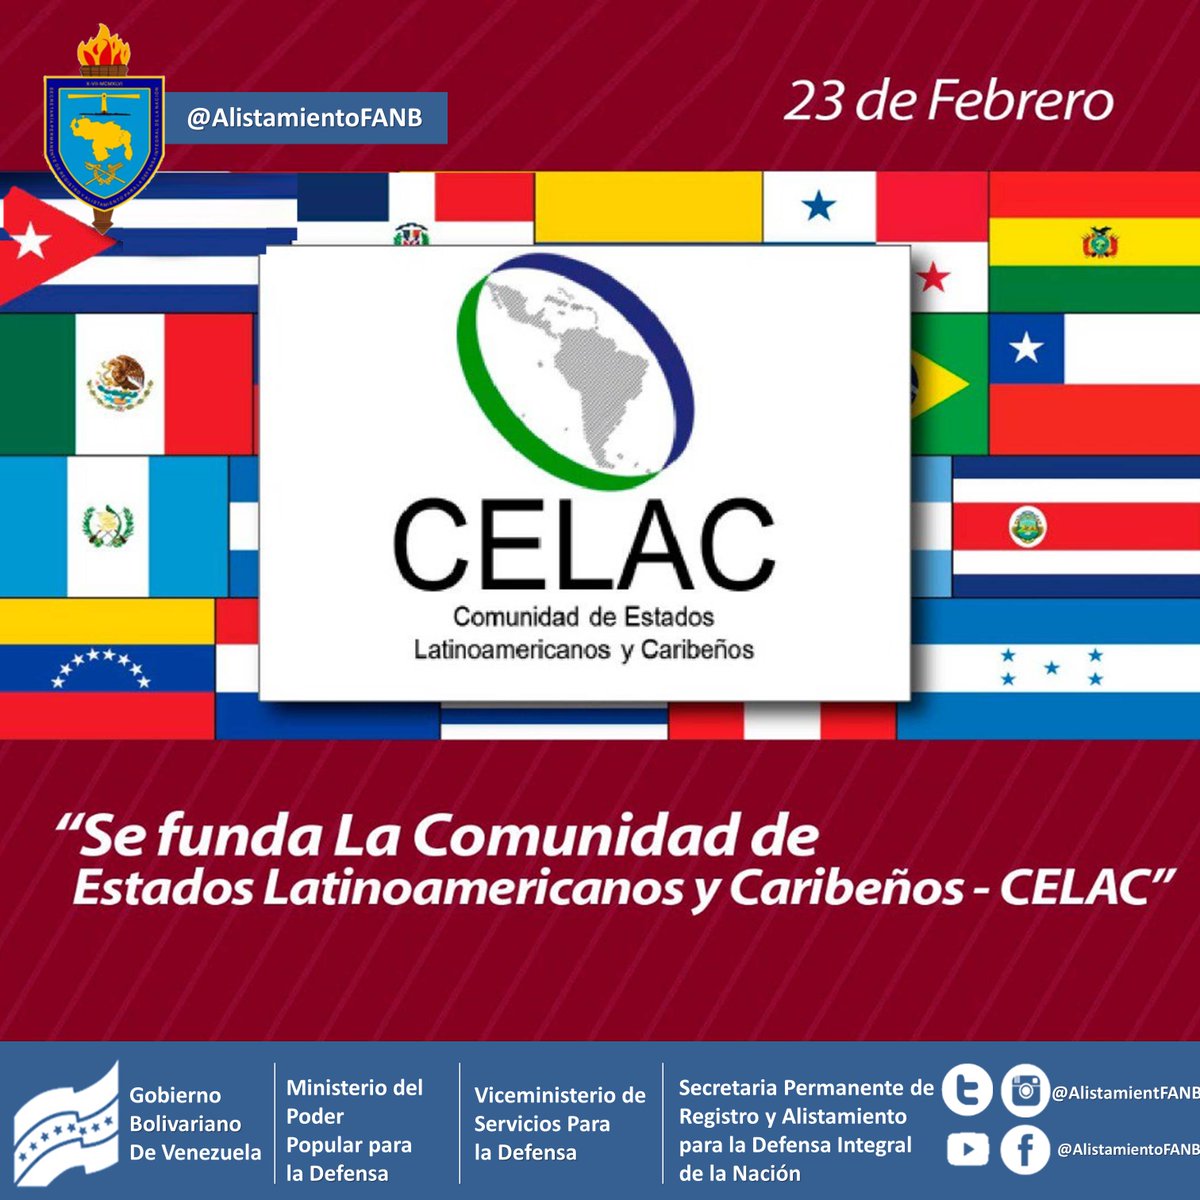 @AlistamientoFANB
23 de Febrero
CELAC
Comunidad de Estados
Latinoamericanos y Caribeños
“Se funda La Comunidad de
Estados Latinoamericanos y Caribeños - CELAC”
Gobierno
Bolivariano
De Venezuela
Ministerio del
Poder
Popular para
la Defensa
Viceministerio de
Servicios Para
la Defensa
Secretaria Permanente de
Registro y Alistamiento
para la Defensa Integral
de la Nación
@AlistamientFANB
@AlistamientoFANB